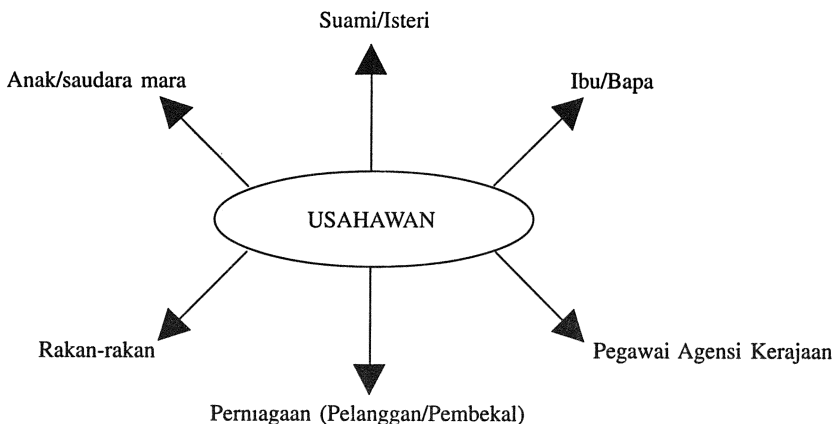 Suami/Isteri
Anak/saudara mara
Ibu/Bapa
USAHAWAN
Rakan-rakan
Pegawai Agensi Kerajaan
Perniagaan (Pelanggan/Pembekal)